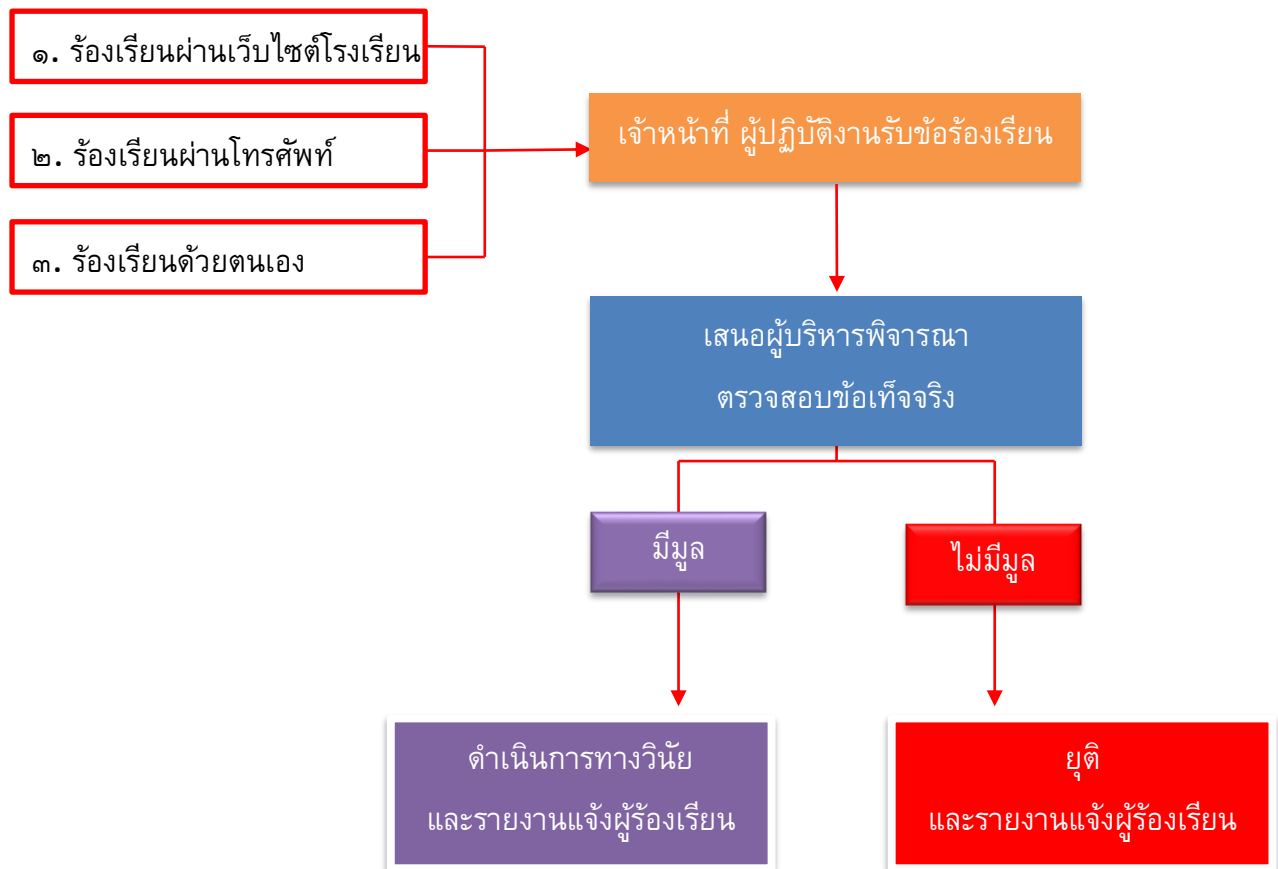 ๑. ร้องเรียนผ่านเว็บไซต์โรงเรียน
๒. ร้องเรียนผ่านโทรศัพท์
๓. ร้องเรียนด้วยตนเอง
เจ้าหน้าที่ ผู้ปฏิบัติงานรับข้อร้องเรียน
เสนอผู้บริหารพิจารณา
ตรวจสอบข้อเท็จจริง
มีมูล
ไม่มีมูล
ดำเนินการทางวินัย
และรายงานแจ้งผู้ร้องเรียน
ยุติ
และรายงานแจ้งผู้ร้องเรียน